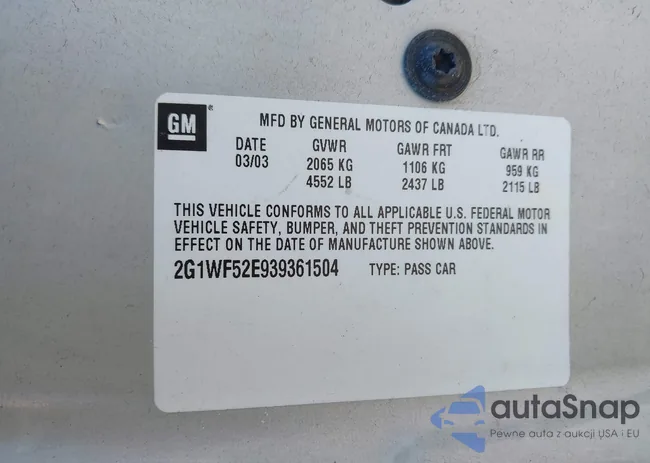 GM
MFD BY GENERAL MOTORS OF CANADA LTD.
DATE GVWR GAWR FRT GAWR RR
03/03 2065 KG 1106 KG 959 KG
4552 LB 2437 LB 2115 LB
THIS VEHICLE CONFORMS TO ALL APPLICABLE U.S. FEDERAL MOTOR
VEHICLE SAFETY, BUMPER, AND THEFT PREVENTION STANDARDS IN
EFFECT ON THE DATE OF MANUFACTURE SHOWN ABOVE.
2G1WF52E939361504 TYPE: PASS CAR
autaSnap
Pewne auta z aukcji USA i EU